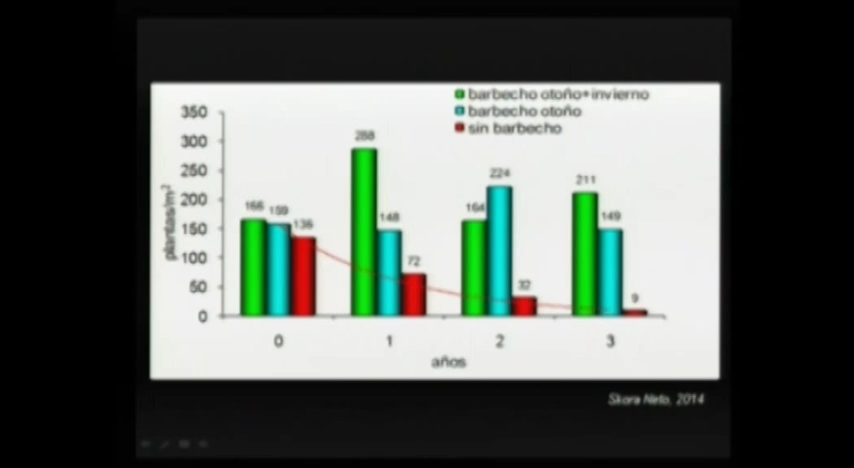 barbecho otoño+invierno
barbecho otoño
sin barbecho
350
300
250
200
150
100
50
0
plantas/m²
166 159 136
288 148 72
164 224 32
211 149 9
0 1 2 3
años
Skora Neto, 2014